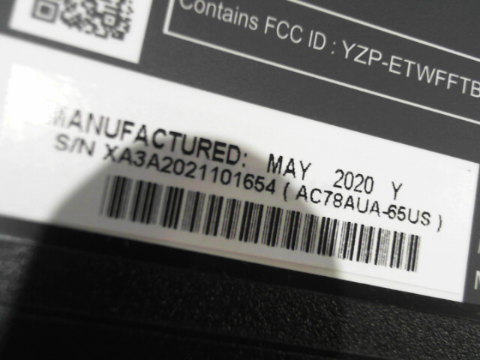 Contains FCC ID : YZP-ETWFFTB
MANUFACTURED: MAY 2020 Y
S/N XA3A2021101654 ( AC78AUA-65US )